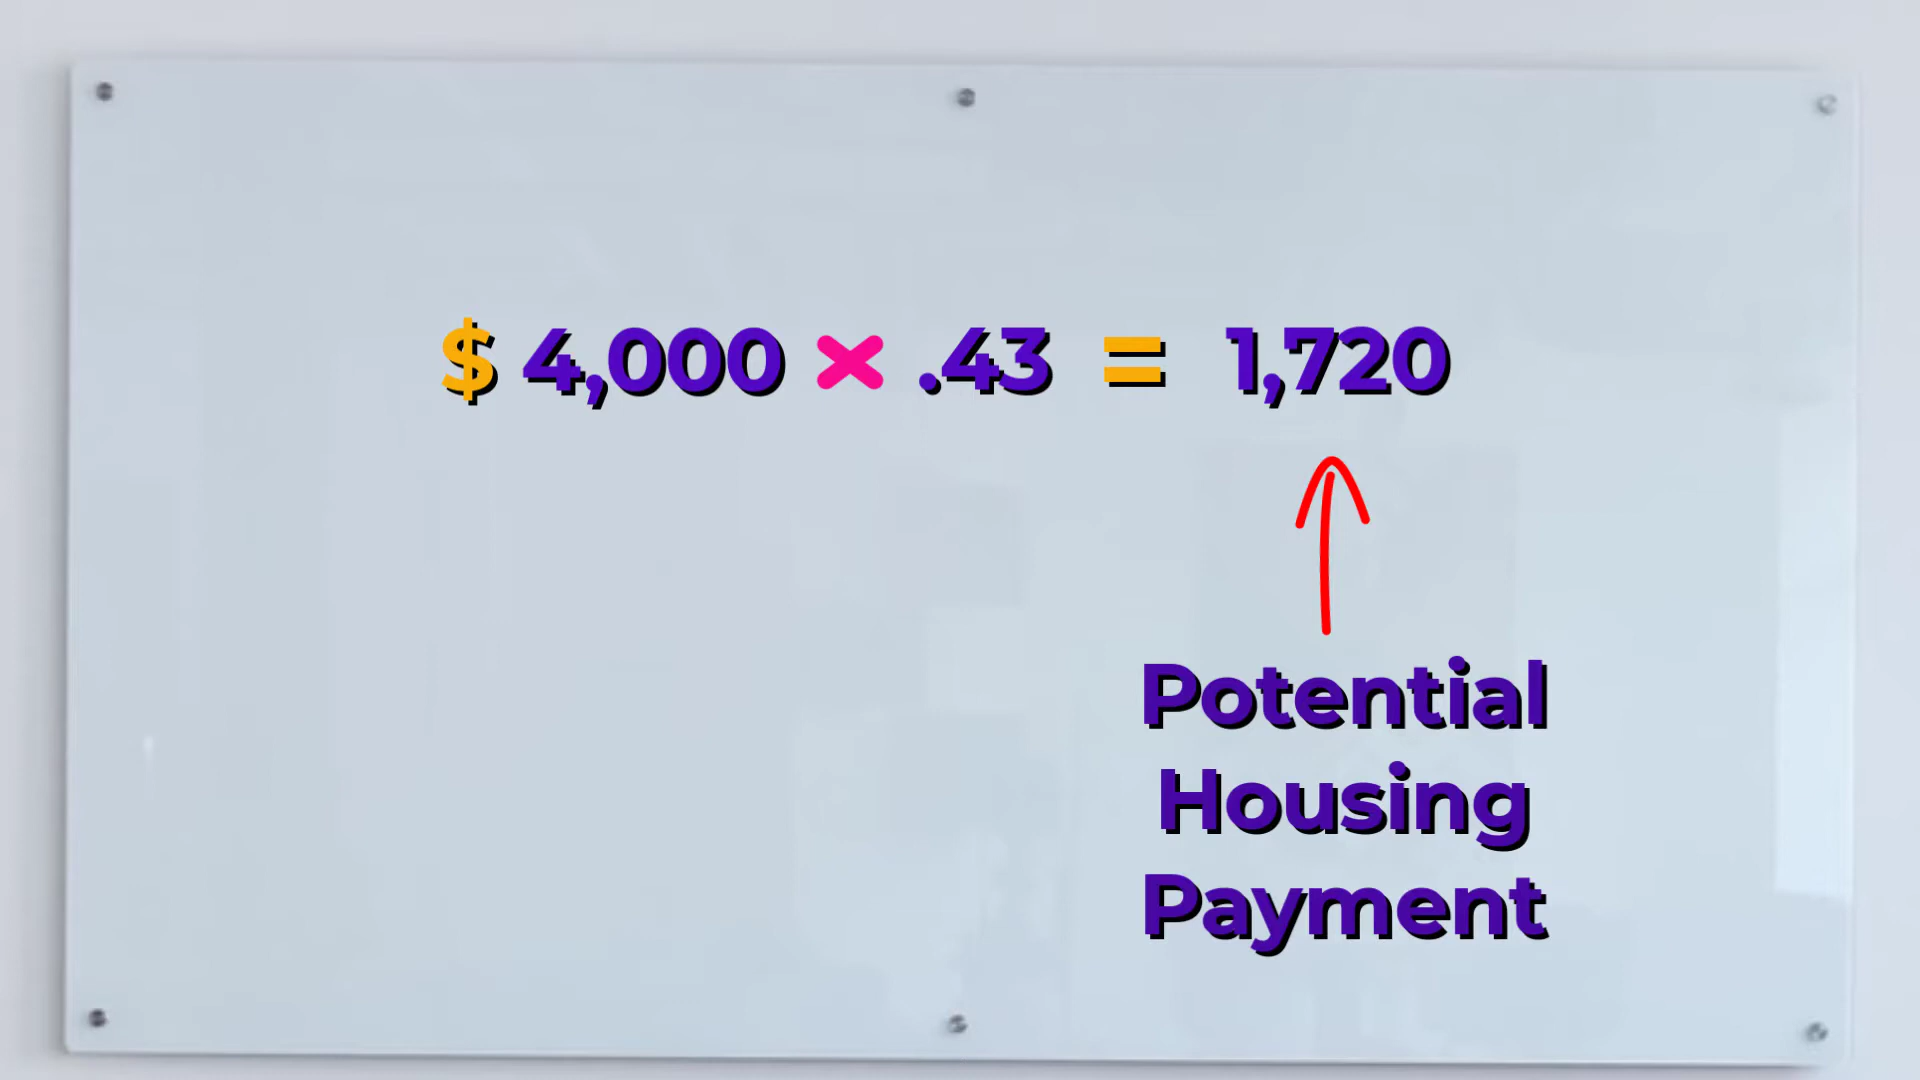 $ 4,000 × .43 = 1,720
Potential
Housing
Payment